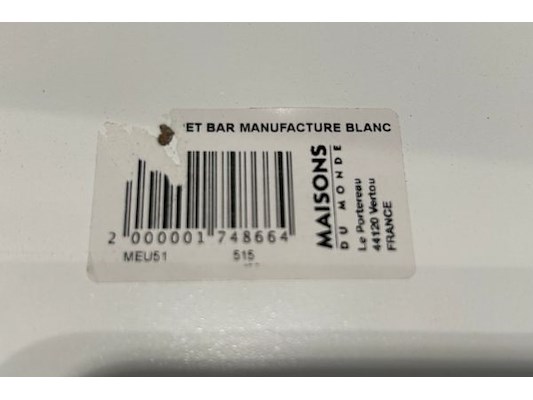 ET BAR MANUFACTURE BLANC
2 000001 748664
MEU51 515
MAISONS
DU MONDE
Le Portereau
44120 Vertou
FRANCE